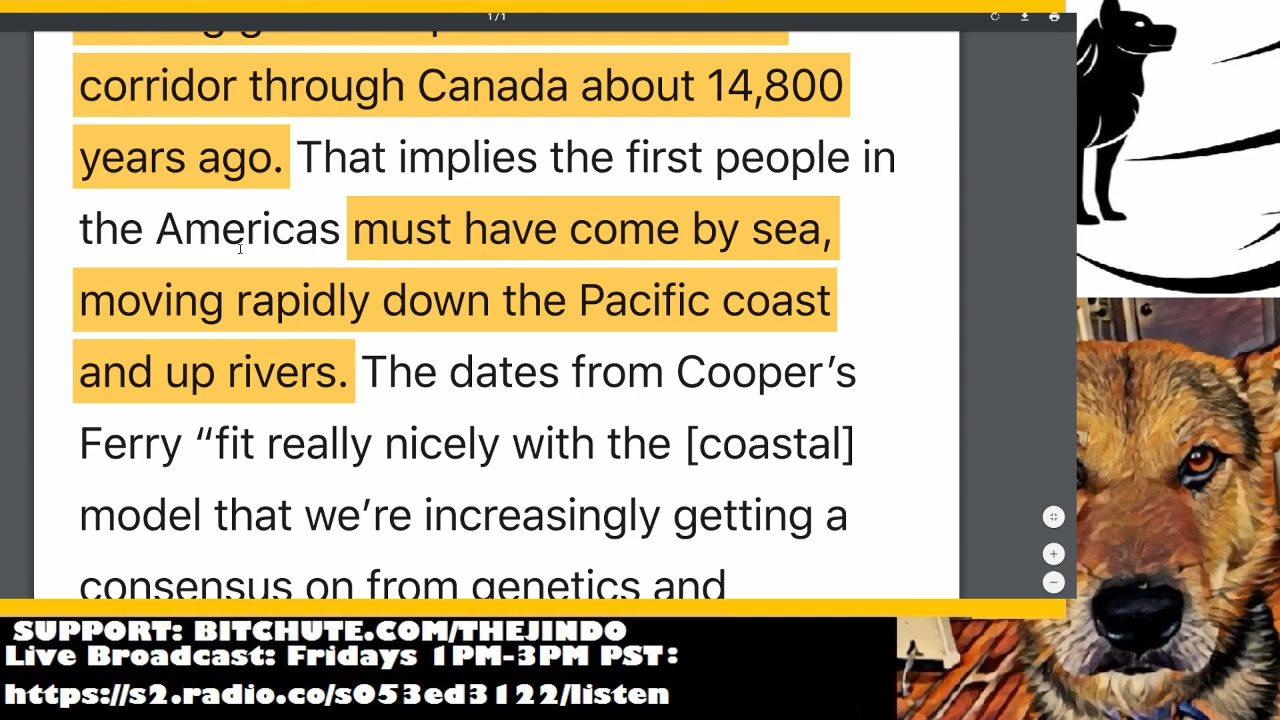 1/1
corridor through Canada about 14,800
years ago. That implies the first people in
the Americas must have come by sea,
moving rapidly down the Pacific coast
and up rivers. The dates from Cooper’s
Ferry “fit really nicely with the [coastal]
model that we’re increasingly getting a
consensus on from genetics and
SUPPORT: BITCHUTE.COM/THEJINDO
Live Broadcast: Fridays 1PM-3PM PST:
https://s2.radio.co/s053ed3122/listen